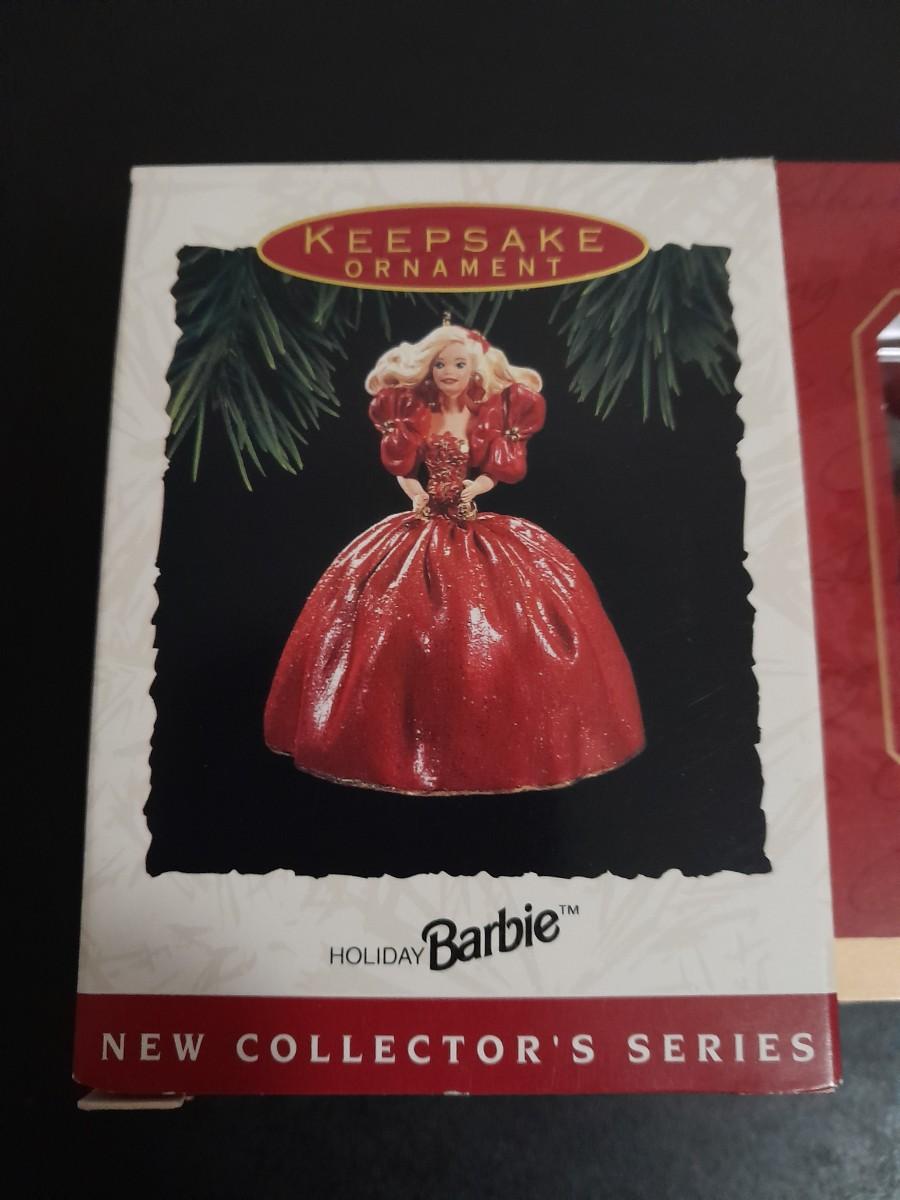 KEEPSAKE
ORNAMENT
HOLIDAY Barbie™
NEW COLLECTOR'S SERIES